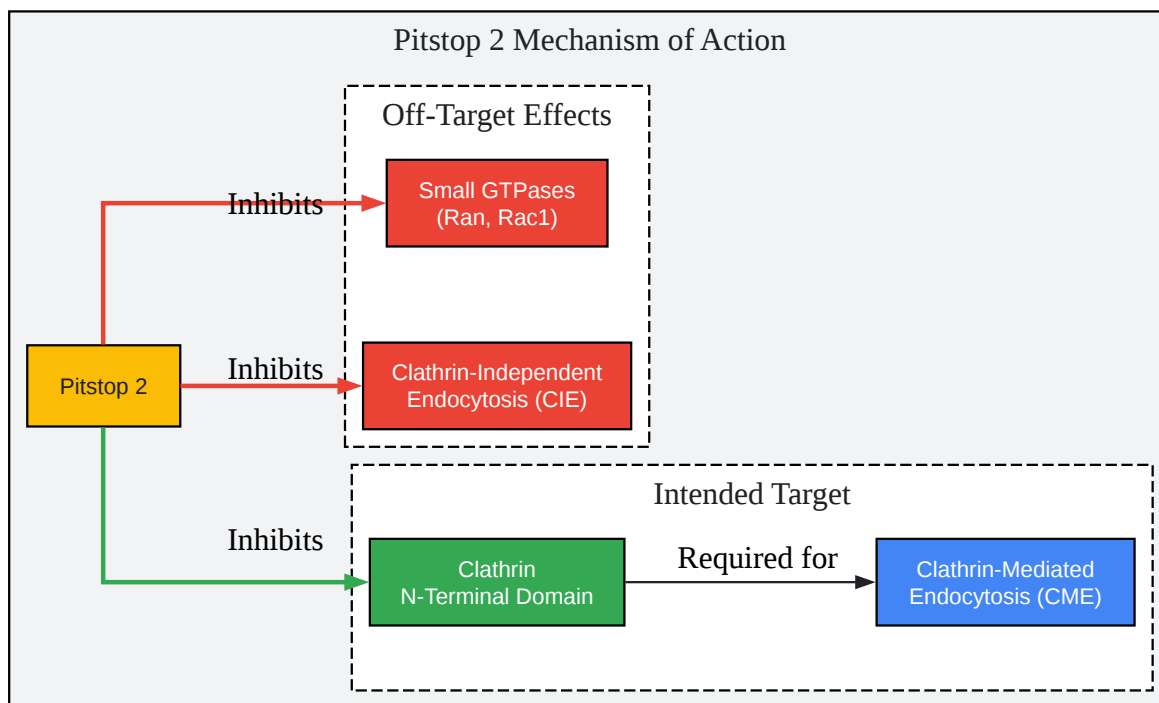 Pitstop 2 Mechanism of Action
Off-Target Effects
Inhibits
Small GTPases
(Ran, Rac1)
Pitstop 2
Inhibits
Clathrin-Independent
Endocytosis (CIE)
Intended Target
Inhibits
Clathrin
N-Terminal Domain
Required for
Clathrin-Mediated
Endocytosis (CME)